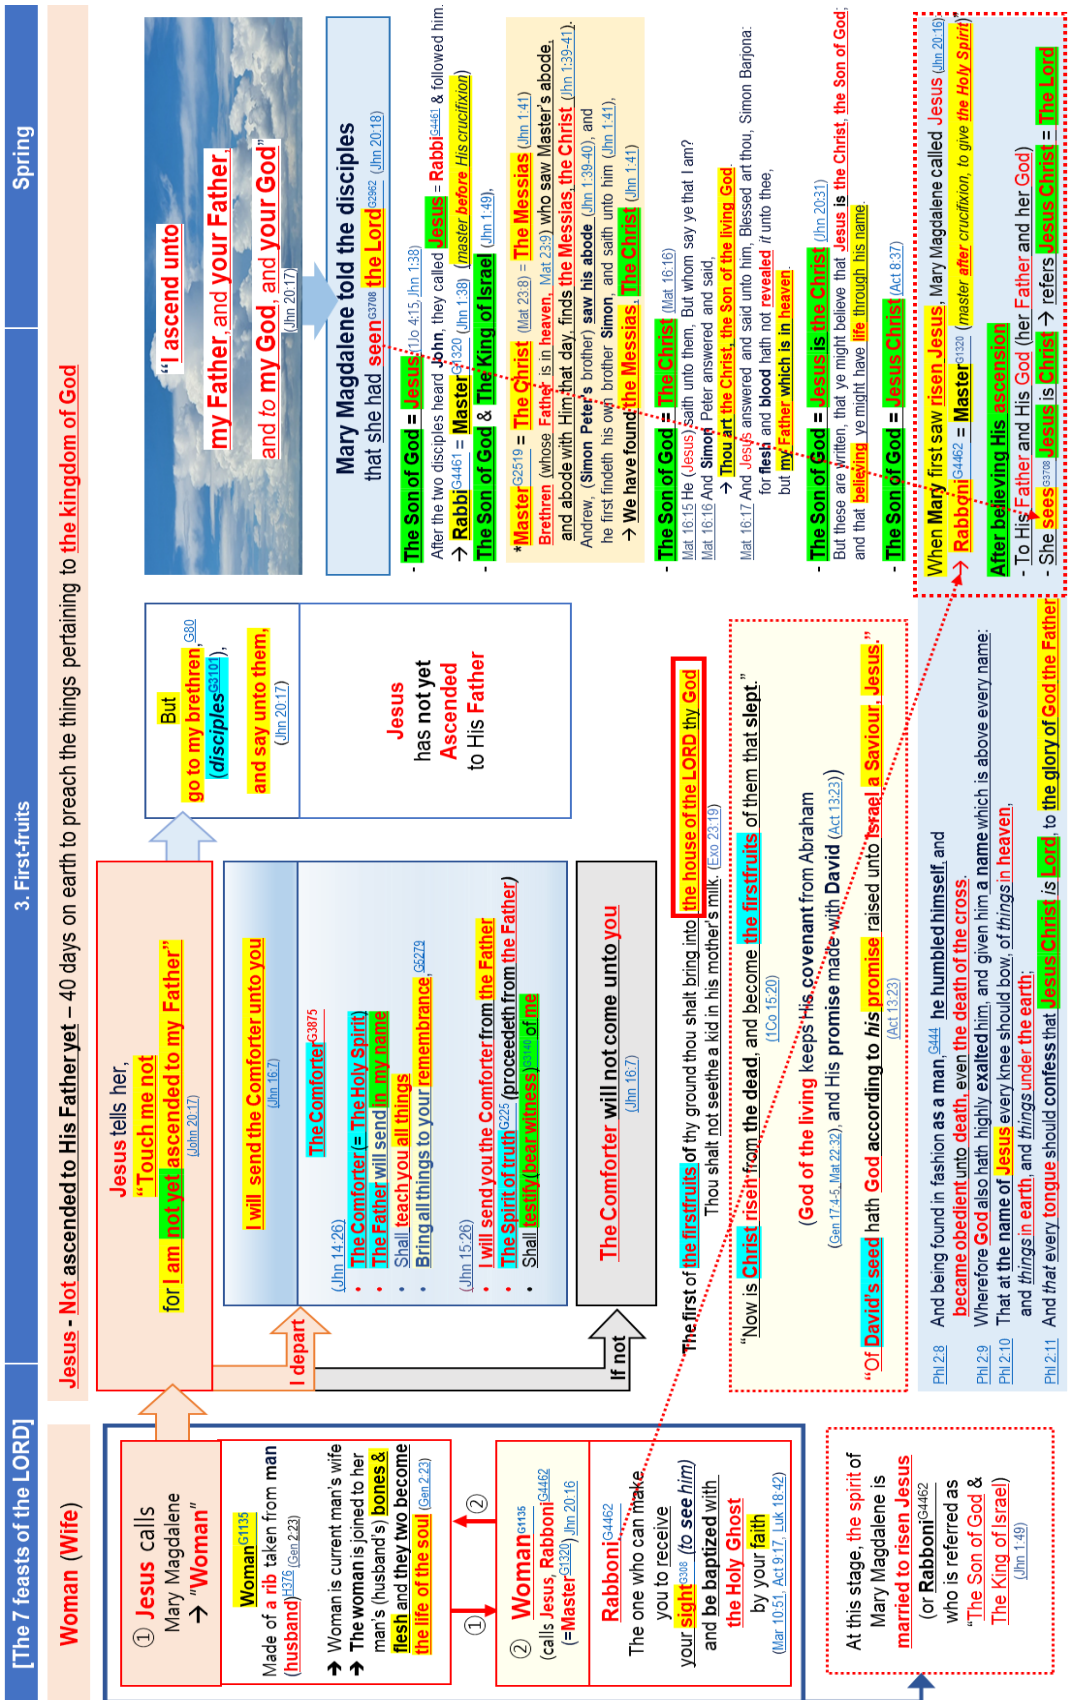 [The 7 feasts of the LORD]
3. First-fruits
Spring
Woman (Wife)
Jesus - Not ascended to His Father yet – 40 days on earth to preach the things pertaining to the kingdom of God
① Jesus calls
Mary Magdalene
→ "Woman"
Woman G1135
Made of a rib taken from man
(husband) H376 (Gen 2:23)
→ Woman is current man's wife
→ The woman is joined to her
man's (husband's) bones &
flesh and they two become
the life of the soul (Gen 2:23)
①
②
② Woman G1135
(calls Jesus, Rabboni G4462
(=Master G1320) Jhn 20:16
Rabboni G4462
The one who can make
you to receive
your sight G308 (to see him)
and be baptized with
the Holy Ghost
by your faith
(Mar 10:51, Act 9:17, Luk 18:42)
At this stage, the spirit of
Mary Magdalene is
married to risen Jesus
(or Rabboni G4462
who is referred as
"The Son of God &
The King of Israel)
(Jhn 1:49)
Jesus tells her,
"Touch me not
for I am not yet ascended to my Father"
(John 20:17)
I depart
If not
I will send the Comforter unto you
(Jhn 16:7)
The Comforter G3875
(Jhn 14:26)
• The Comforter (= The Holy Spirit)
• The Father will send in my name
• Shall teach you all things
• Bring all things to your remembrance, G5279
(Jhn 15:26)
• I will send you the Comforter from the Father
• The Spirit of truth G225 (proceedeth from the Father)
• Shall testify(bear witness) G3140 of me
The Comforter will not come unto you
(Jhn 16:7)
But
go to my brethren, G80
(disciples G3101),
and say unto them,
(Jhn 20:17)
Jesus
has not yet
Ascended
to His Father
The first of the firstfruits of thy ground thou shalt bring into the house of the LORD thy God
Thou shalt not seethe a kid in his mother's milk. (Exo 23:19)
"Now is Christ risen from the dead, and become the firstfruits of them that slept."
(1Co 15:20)
(God of the living keeps His covenant from Abraham
(Gen 17:4-5, Mat 22:32), and His promise made with David (Act 13:23))
"Of David's seed hath God according to his promise raised unto Israel a Saviour, Jesus."
(Act 13:23)
Phl 2:8 And being found in fashion as a man, G444 he humbled himself, and
became obedient unto death, even the death of the cross.
Phl 2:9 Wherefore God also hath highly exalted him, and given him a name which is above every name:
Phl 2:10 That at the name of Jesus every knee should bow, of things in heaven,
and things in earth, and things under the earth;
Phl 2:11 And that every tongue should confess that Jesus Christ is Lord, to the glory of God the Father
"I ascend unto
my Father, and your Father,
and to my God, and your God"
(Jhn 20:17)
Mary Magdalene told the disciples
that she had seen G3708 the Lord G2962 (Jhn 20:18)
- The Son of God = Jesus (1Jo 4:15, Jhn 1:38)
After the two disciples heard John, they called Jesus = Rabbi G4461 & followed him.
→ Rabbi G4461 = Master G1320 (Jhn 1:38) (master before His crucifixion)
- The Son of God & The King of Israel (Jhn 1:49),
*Master G2519 = The Christ (Mat 23:8) = The Messias (Jhn 1:41)
Brethren (whose Father is in heaven, Mat 23:9) who saw Master's abode,
and abode with Him that day, finds the Messias, the Christ (Jhn 1:39-41).
Andrew, (Simon Peter's brother) saw his abode (Jhn 1:39-40), and
he first findeth his own brother Simon, and saith unto him (Jhn 1:41),
→ We have found the Messias, The Christ (Jhn 1:41)
- The Son of God = The Christ (Mat 16:16)
Mat 16:15 He (Jesus) saith unto them, But whom say ye that I am?
Mat 16:16 And Simon Peter answered and said,
→ Thou art the Christ, the Son of the living God.
Mat 16:17 And Jesus answered and said unto him, Blessed art thou, Simon Barjona:
for flesh and blood hath not revealed it unto thee,
but my Father which is in heaven.
- The Son of God = Jesus is the Christ (Jhn 20:31)
But these are written, that ye might believe that Jesus is the Christ, the Son of God;
and that believing ye might have life through his name.
- The Son of God = Jesus Christ (Act 8:37)
When Mary first saw risen Jesus, Mary Magdalene called Jesus (Jhn 20:16)
→ Rabboni G4462 = Master G1320 (master after crucifixion, to give the Holy Spirit)
After believing His ascension
- To His Father and His God (her Father and her God)
- She sees G3708 Jesus is Christ → refers Jesus Christ = The Lord